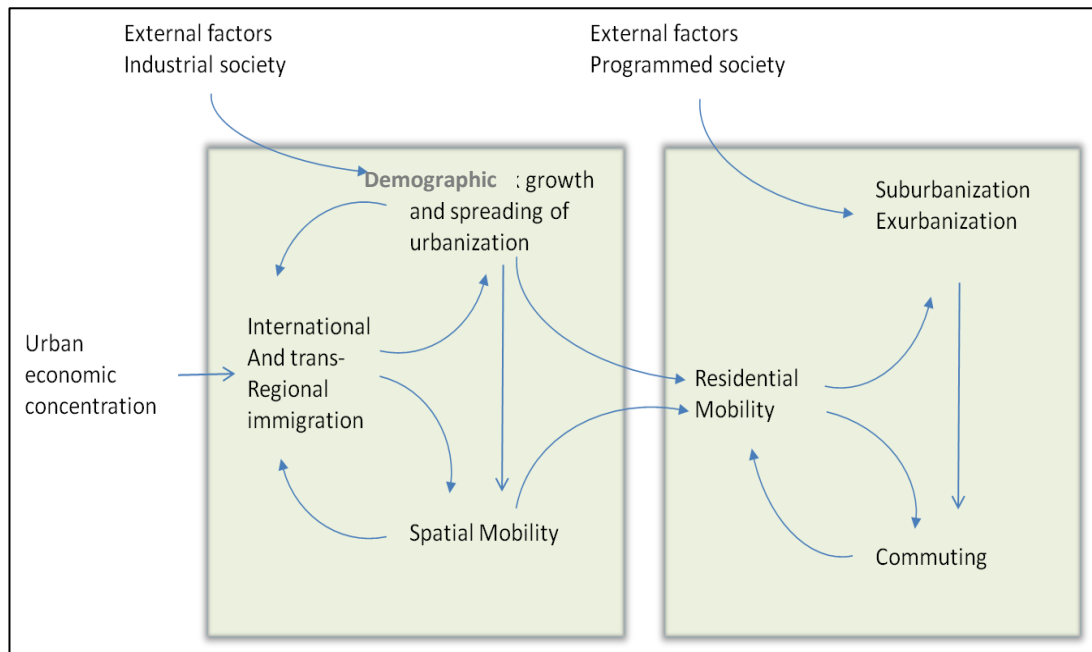 External factors
Industrial society
External factors
Programmed society
Demographic growth
and spreading of
urbanization
Suburbanization
Exurbanization
Urban
economic
concentration
International
And trans-
Regional
immigration
Residential
Mobility
Spatial Mobility
Commuting